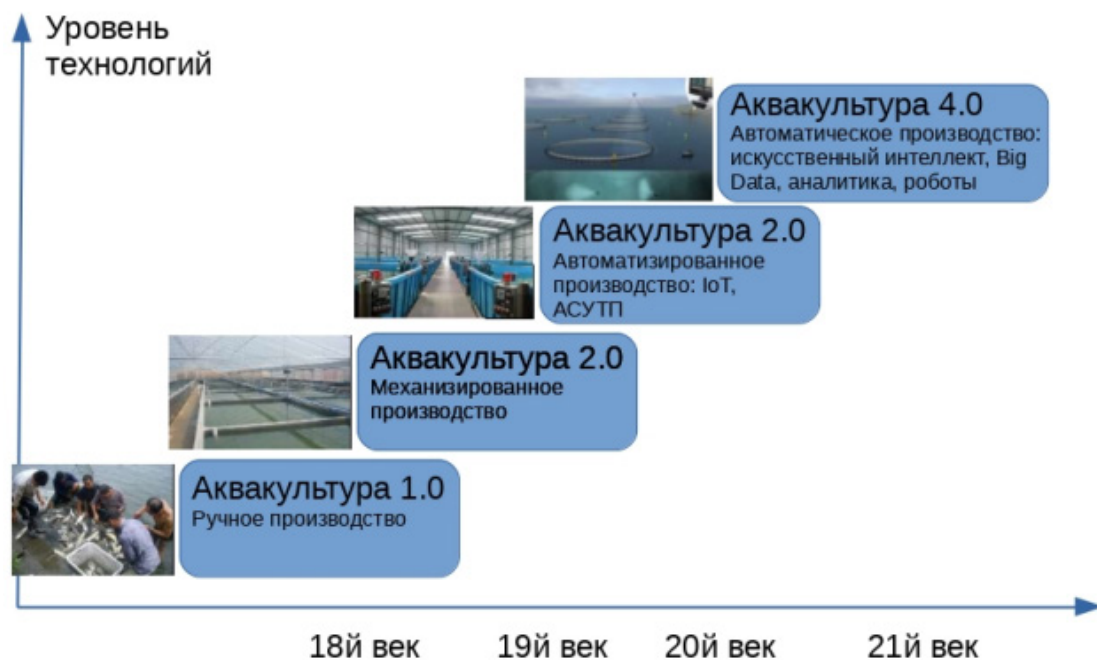 Уровень
технологий
Аквакультура 4.0
Автоматическое производство:
искусственный интеллект, Big
Data, аналитика, роботы
Аквакультура 2.0
Автоматизированное
производство: IoT,
АСУТП
Аквакультура 2.0
Механизированное
производство
Аквакультура 1.0
Ручное производство
18й век 19й век 20й век 21й век